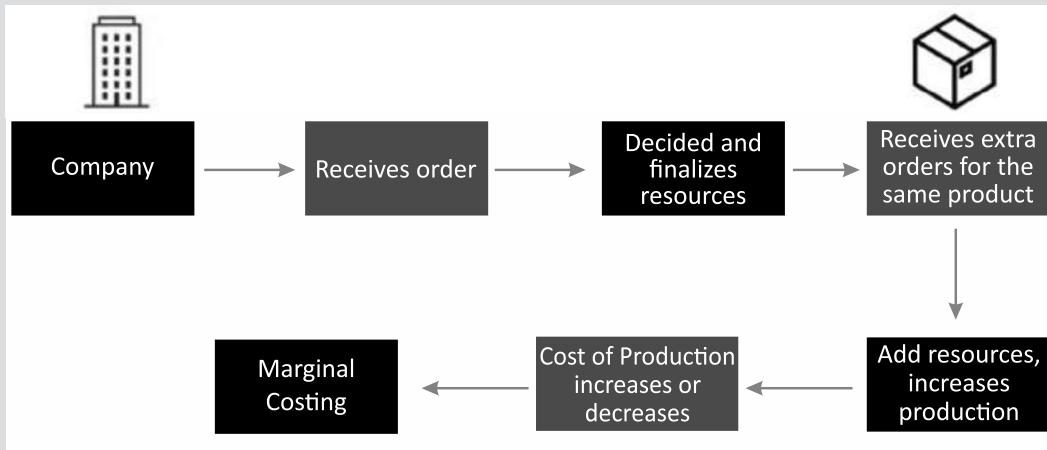 Company
Receives order
Decided and
finalizes
resources
Receives extra
orders for the
same product
Add resources,
increases
production
Cost of Production
increases or
decreases
Marginal
Costing